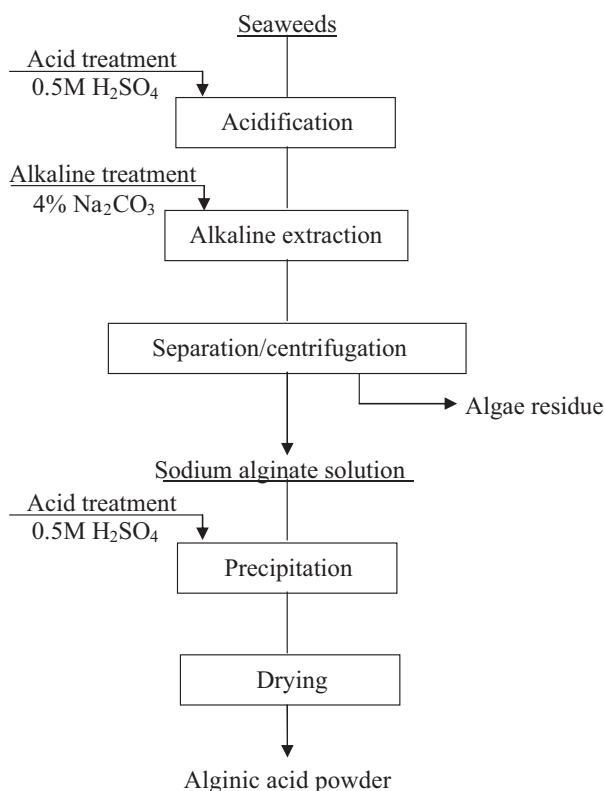 Seaweeds
Acid treatment
0.5M H₂SO₄
Acidification
Alkaline treatment
4% Na₂CO₃
Alkaline extraction
Separation/centrifugation
Algae residue
Sodium alginate solution
Acid treatment
0.5M H₂SO₄
Precipitation
Drying
Alginic acid powder